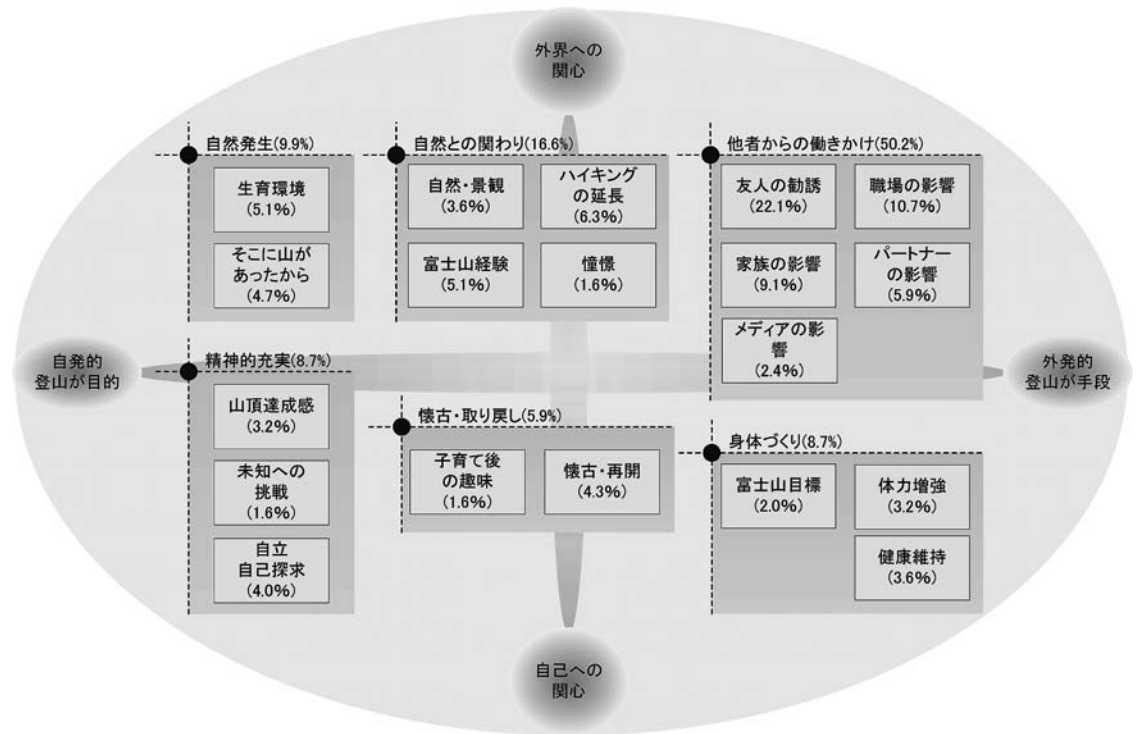 外界への
関心
自然発生(9.9%)
生育環境
(5.1%)
そこに山が
あったから
(4.7%)
自然との関わり(16.6%)
自然・景観
(3.6%)
ハイキング
の延長
(6.3%)
富士山経験
(5.1%)
憧憬
(1.6%)
他者からの働きかけ(50.2%)
友人の勧誘
(22.1%)
職場の影響
(10.7%)
家族の影響
(9.1%)
パートナー
の影響
(5.9%)
メディアの影
響
(2.4%)
自発的
登山が目的
外発的
登山が手段
精神的充実(8.7%)
山頂達成感
(3.2%)
未知への
挑戦
(1.6%)
自立
自己探求
(4.0%)
懐古・取り戻し(5.9%)
子育て後
の趣味
(1.6%)
懐古・再開
(4.3%)
身体づくり(8.7%)
富士山目標
(2.0%)
体力増強
(3.2%)
健康維持
(3.6%)
自己への
関心